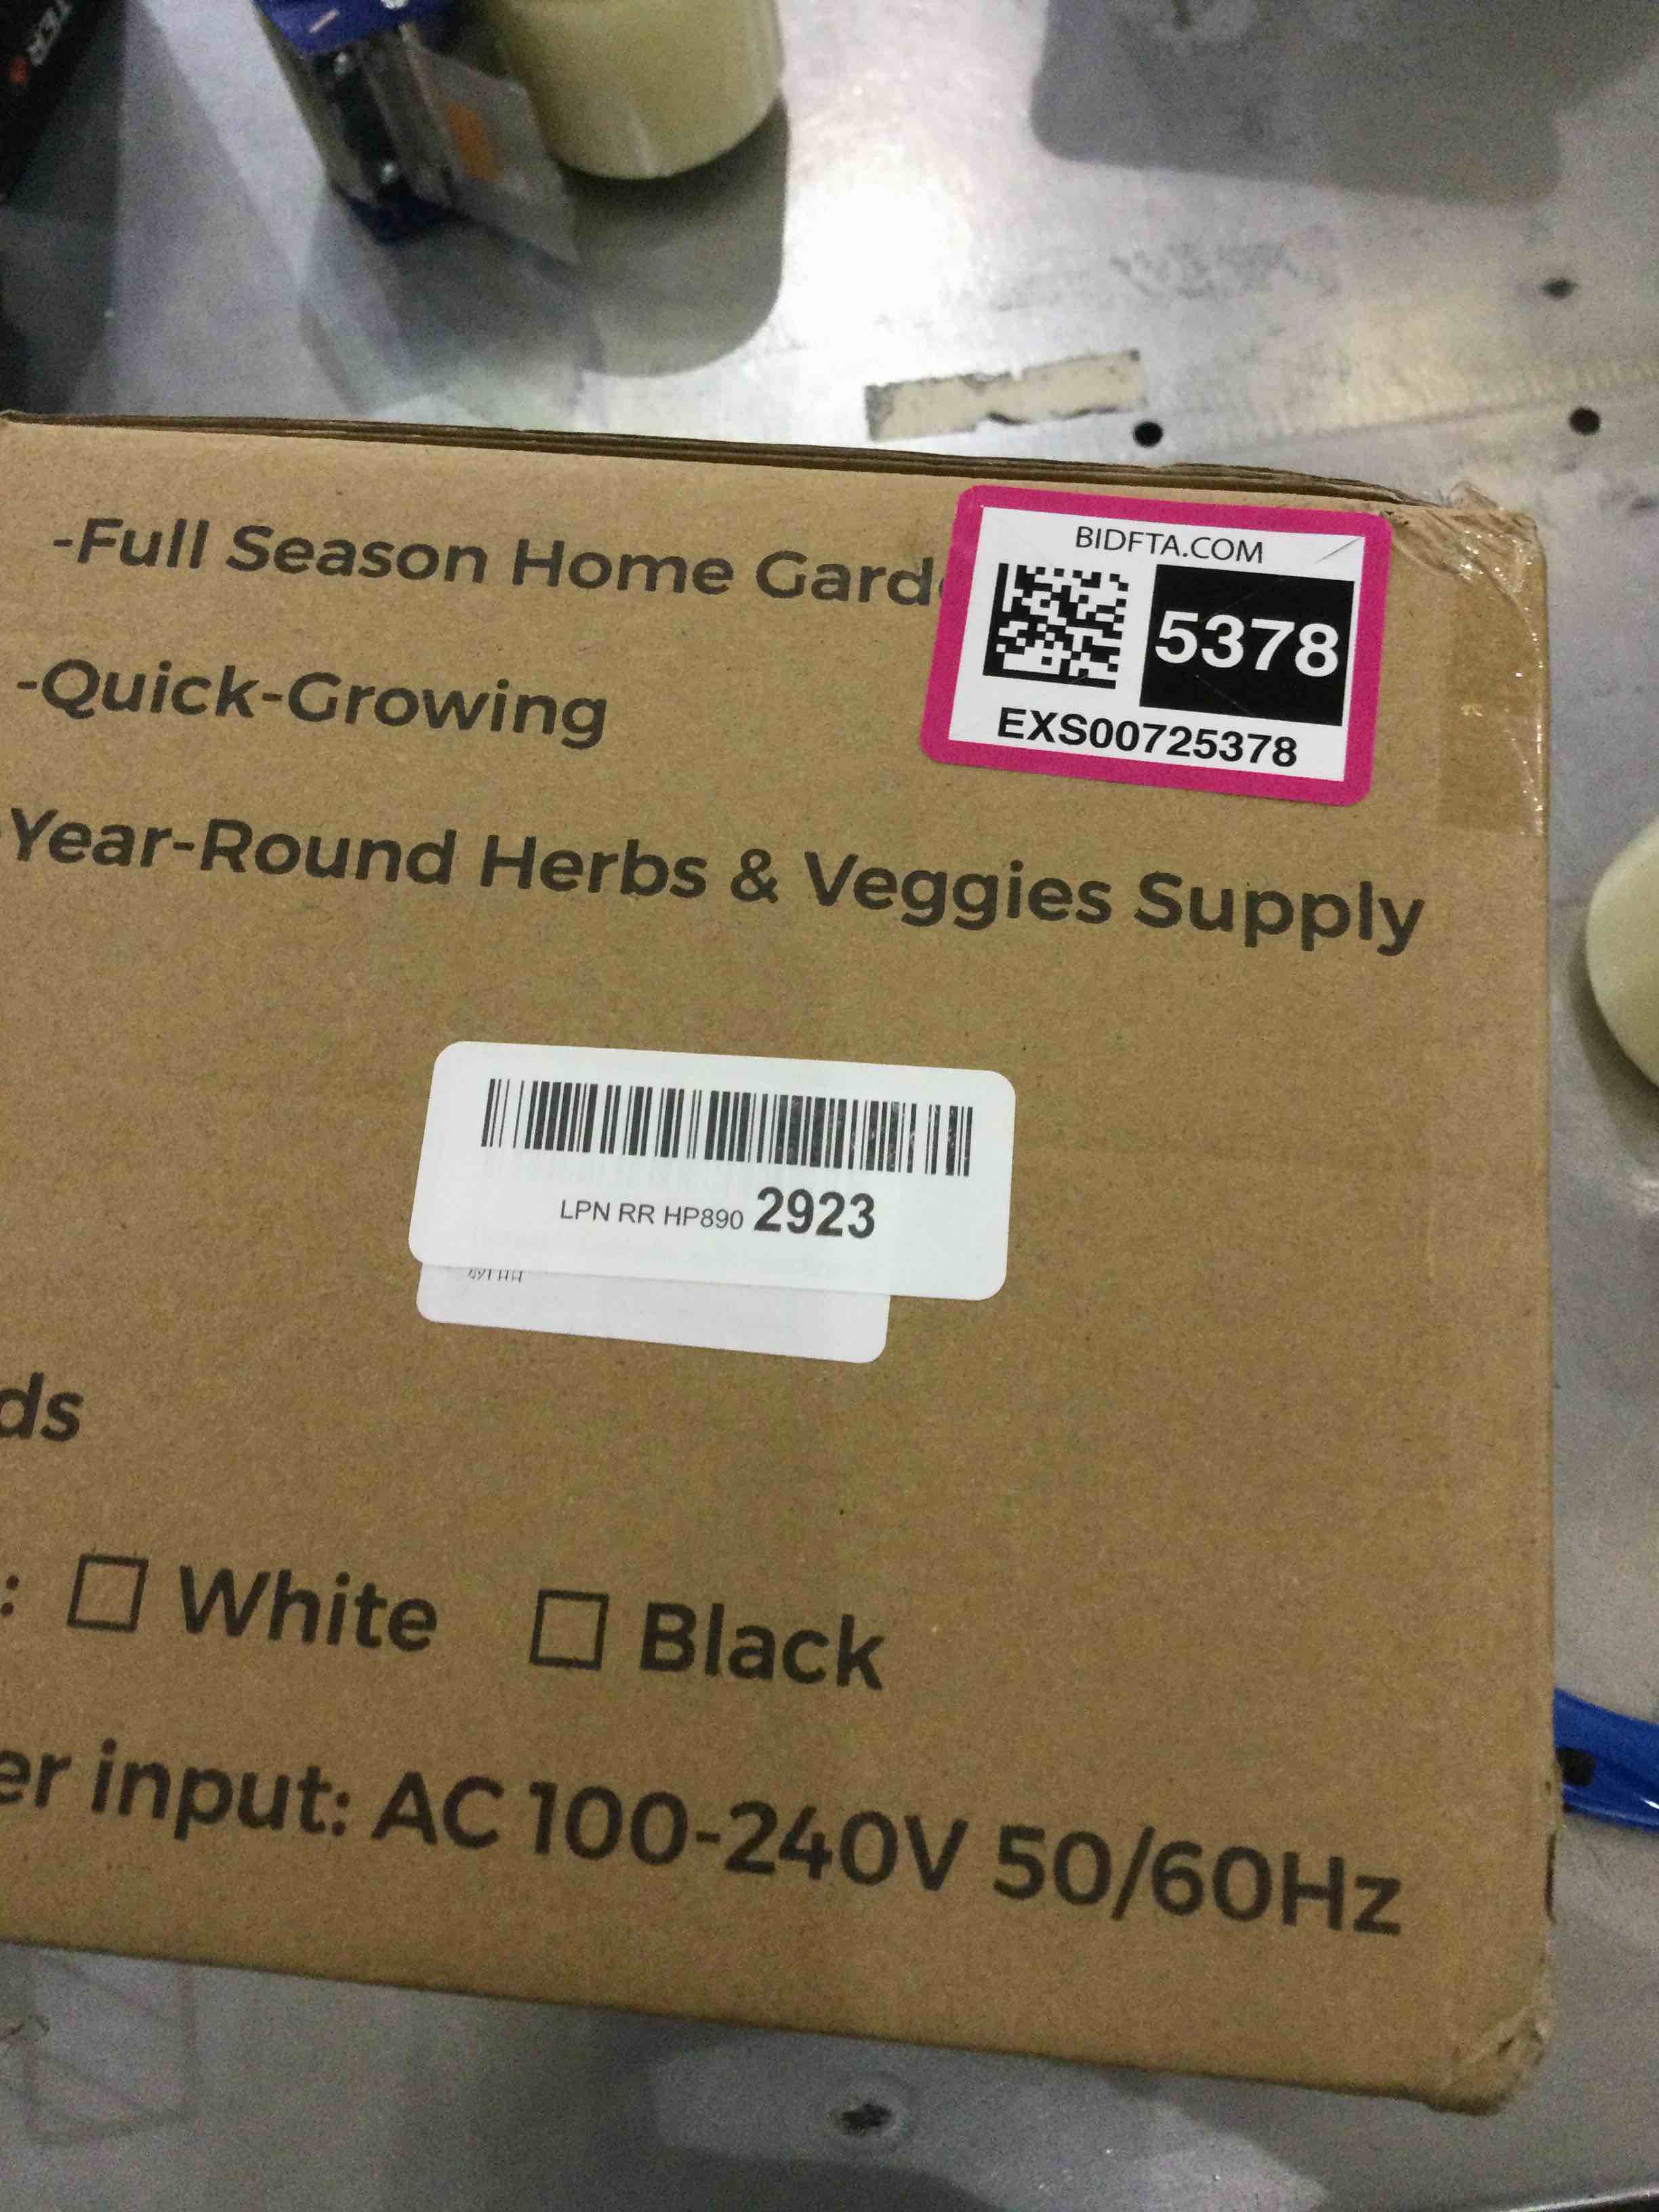 -Full Season Home Gard
BIDFTA.COM
5378
EXS00725378
-Quick-Growing
-Year-Round Herbs & Veggies Supply
LPN RR HP890 2923
ds
: □ White □ Black
er input: AC 100-240V 50/60Hz